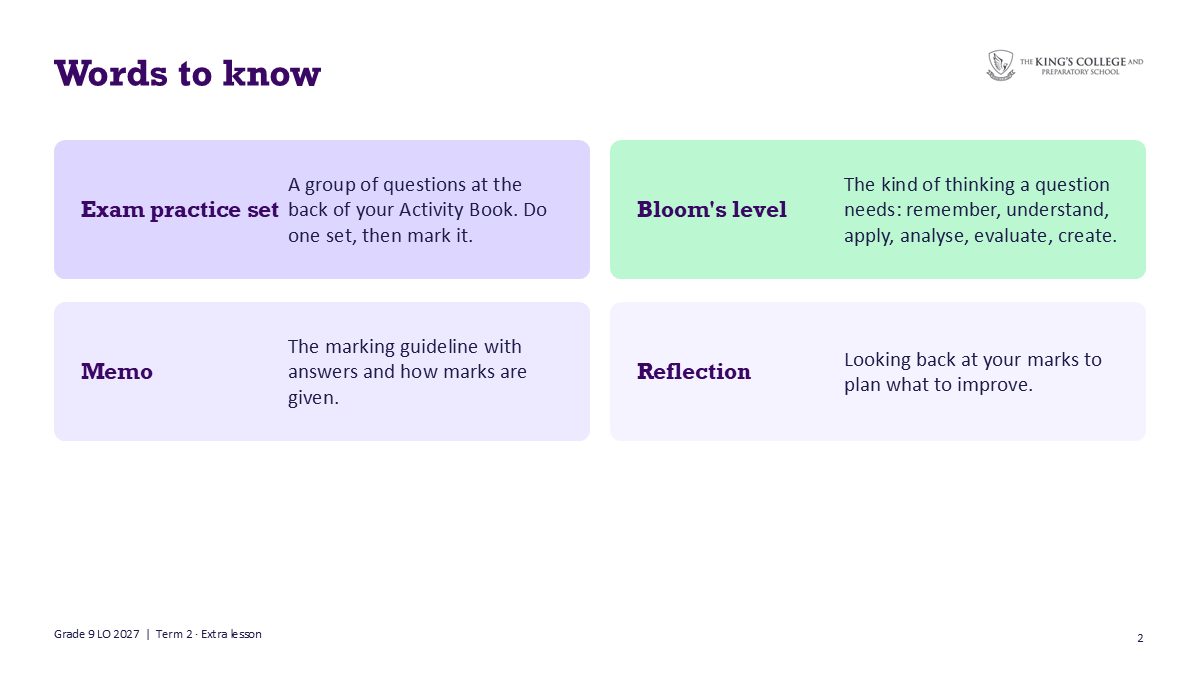 Words to know
THE KING'S COLLEGE AND
PREPARATORY SCHOOL
Exam practice set
A group of questions at the
back of your Activity Book. Do
one set, then mark it.
Bloom's level
The kind of thinking a question
needs: remember, understand,
apply, analyse, evaluate, create.
Memo
The marking guideline with
answers and how marks are
given.
Reflection
Looking back at your marks to
plan what to improve.
Grade 9 LO 2027 | Term 2 · Extra lesson
2